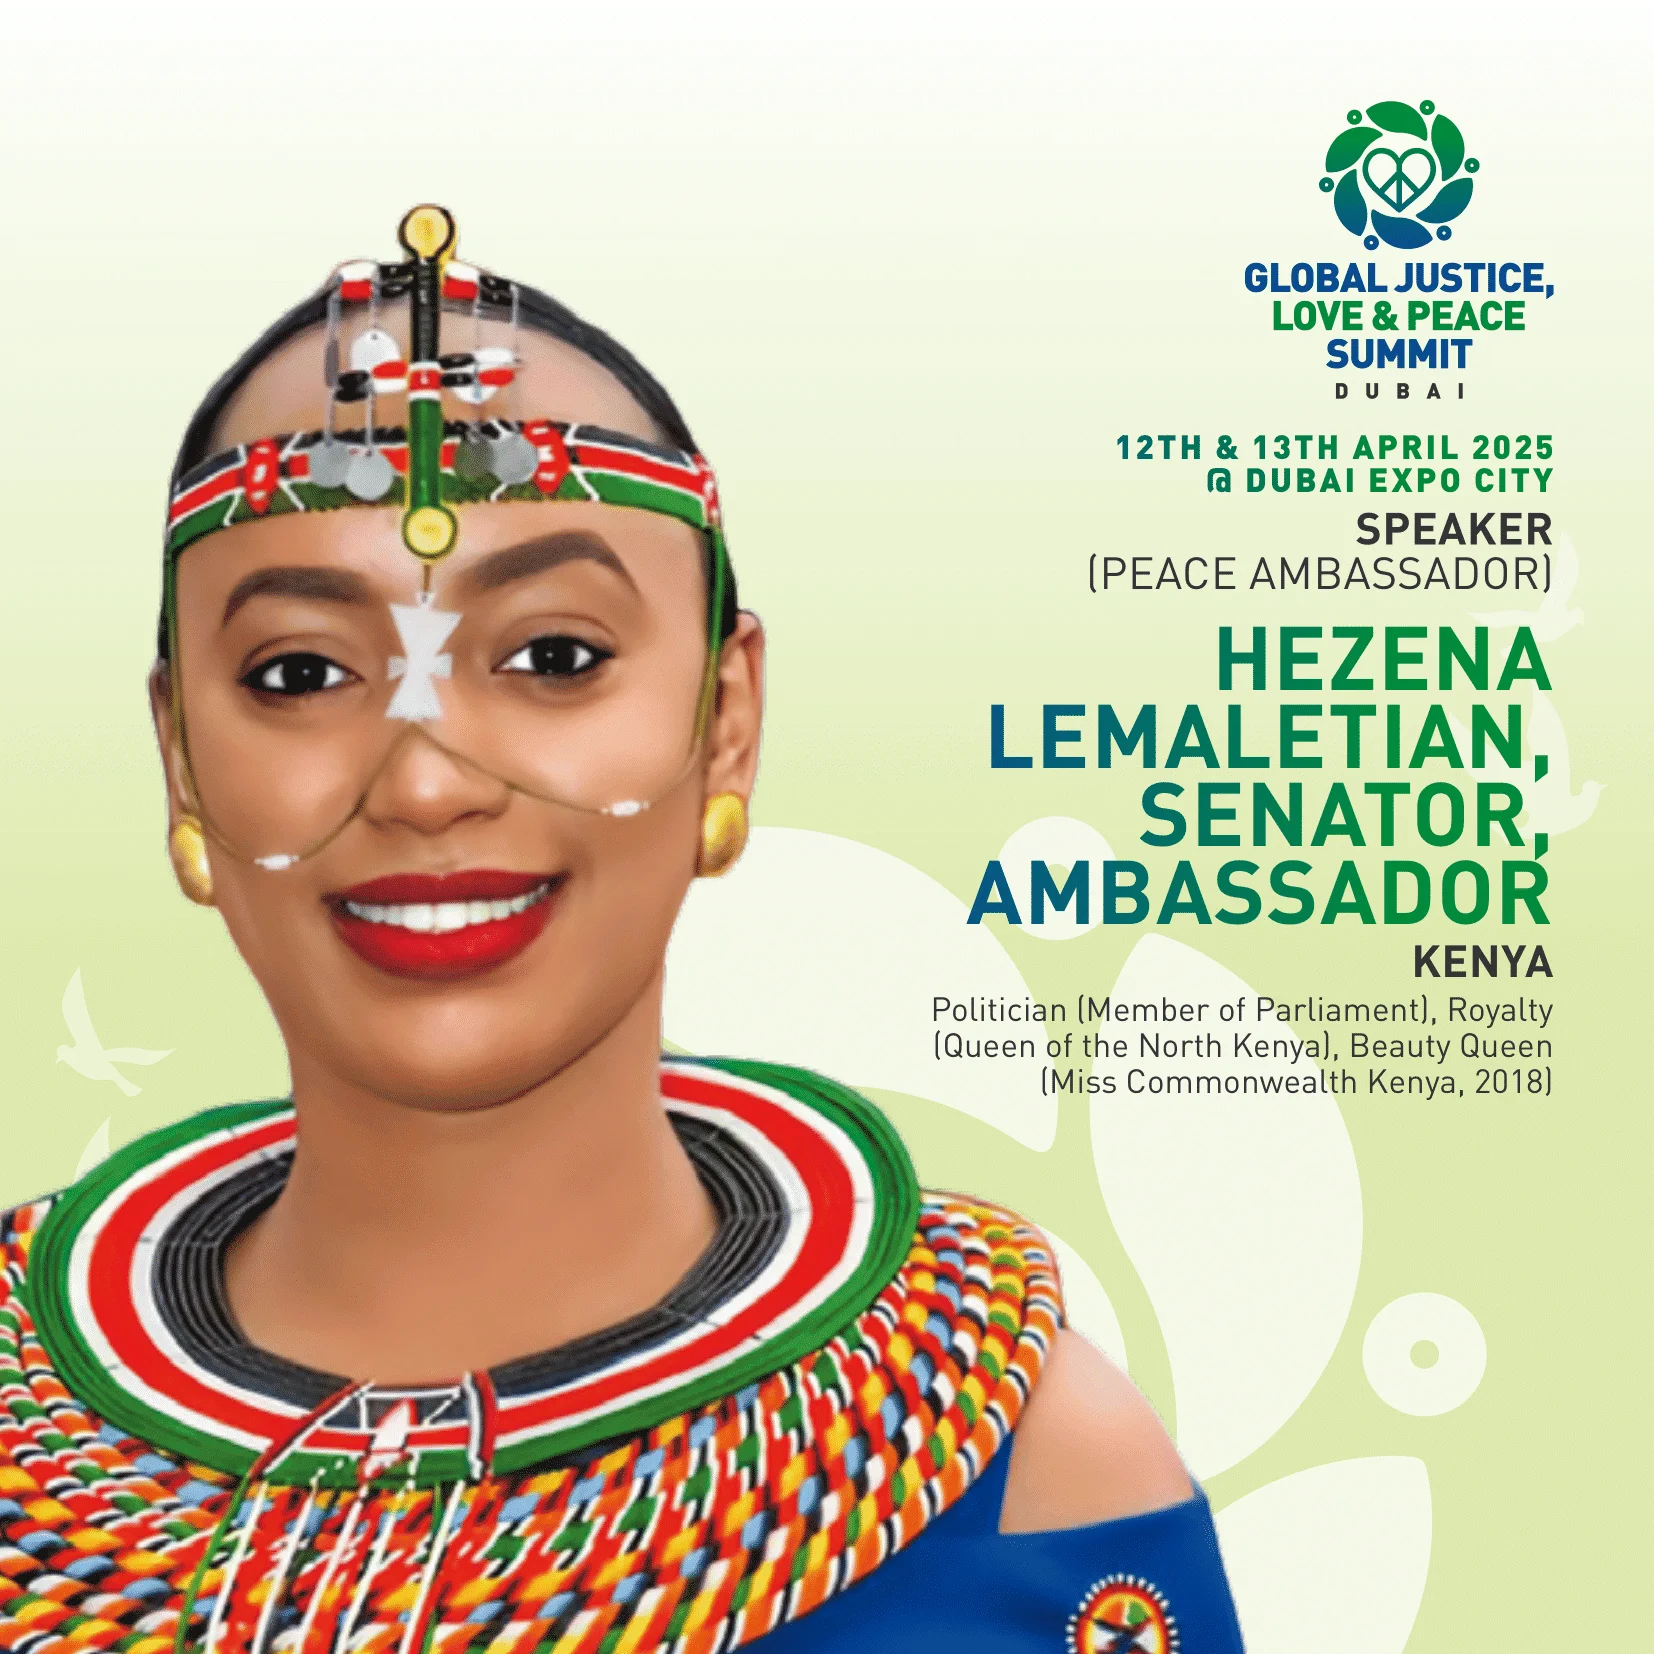 GLOBAL JUSTICE,
LOVE & PEACE
SUMMIT
DUBAI
12TH & 13TH APRIL 2025
@ DUBAI EXPO CITY
SPEAKER
(PEACE AMBASSADOR)
HEZENA
LEMALETIAN,
SENATOR,
AMBASSADOR
KENYA
Politician (Member of Parliament), Royalty
(Queen of the North Kenya), Beauty Queen
(Miss Commonwealth Kenya, 2018)